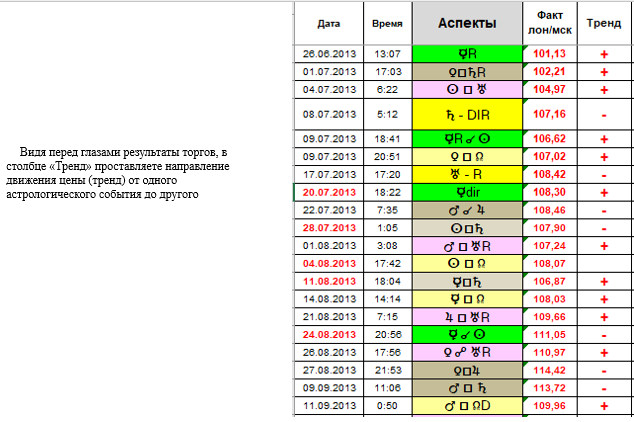 Видя перед глазами результаты торгов, в
столбце «Тренд» проставляете направление
движения цены (тренд) от одного
астрологического события до другого
Дата Время Аспекты Факт лон/мск Тренд
26.06.2013 13:07 ☿R 101,13 +
01.07.2013 17:03 ♀□♄R 102,21 +
04.07.2013 6:22 ☉ □ ♅ 104,97 +
08.07.2013 5:12 ♄ - DIR 107,16 -
09.07.2013 18:41 ☿R ☌ ☉ 106,62 +
09.07.2013 20:51 ♀ □ ☊ 107,02 +
17.07.2013 17:20 ♅ - R 108,42 -
20.07.2013 18:22 ☿dir 108,30 +
22.07.2013 7:35 ♂ ☌ ♃ 108,46 -
28.07.2013 1:05 ☉□♄ 107,90 -
01.08.2013 3:08 ♂ □ ♅R 107,24 +
04.08.2013 17:42 ☉ □ ☊ 108,07
11.08.2013 18:04 ☿□♄ 106,87 +
14.08.2013 14:14 ☿ □ ☊ 108,03 +
21.08.2013 7:15 ♃ □ ♅R 109,66 +
24.08.2013 20:56 ☿ ☌ ☉ 111,05 -
26.08.2013 17:56 ♀ ☍ ♅R 110,97 +
27.08.2013 21:53 ♀□♃ 114,42 -
09.09.2013 11:06 ♂ □ ♄ 113,72 -
11.09.2013 0:50 ♂ □ ☊D 109,96 +